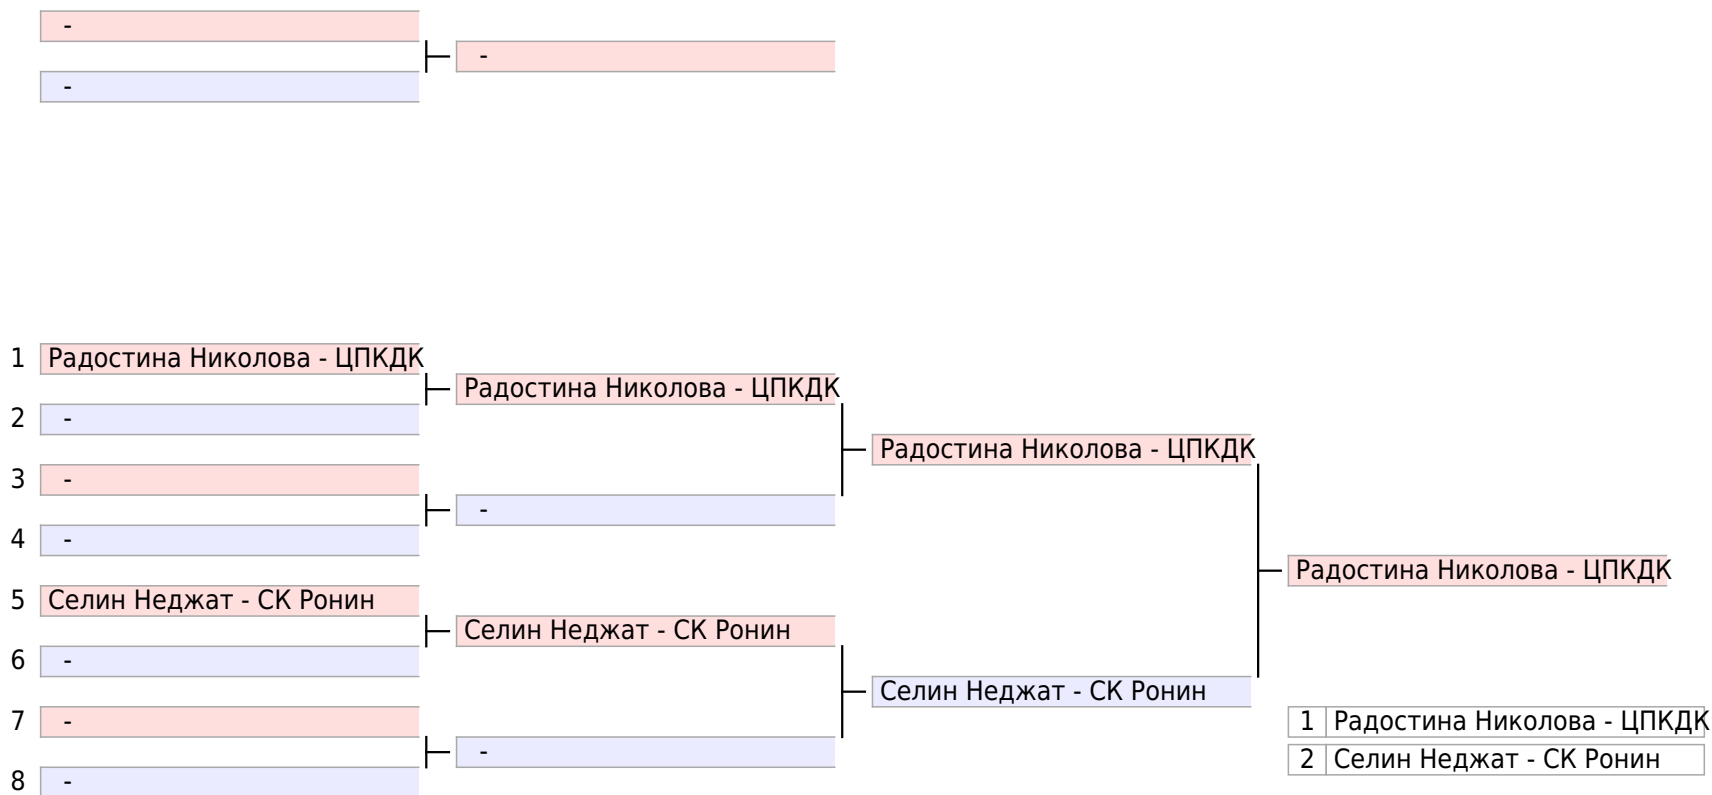 -
-
-
1 Радостина Николова - ЦПКДК
Радостина Николова - ЦПКДК
2 -
Радостина Николова - ЦПКДК
3 -
-
4 -
Радостина Николова - ЦПКДК
5 Селин Неджат - СК Ронин
Селин Неджат - СК Ронин
6 -
Селин Неджат - СК Ронин
7 -
1 Радостина Николова - ЦПКДК
-
2 Селин Неджат - СК Ронин
8 -